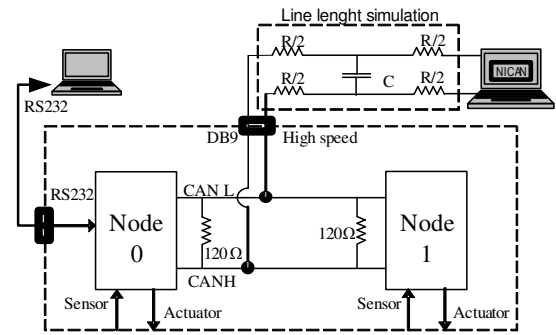 Line lenght simulation
R/2
R/2
R/2
R/2
C
NICAN
RS232
DB9
High speed
RS232
CAN L
Node
0
120Ω
120Ω
Node
1
CANH
Sensor
Actuator
Sensor
Actuator